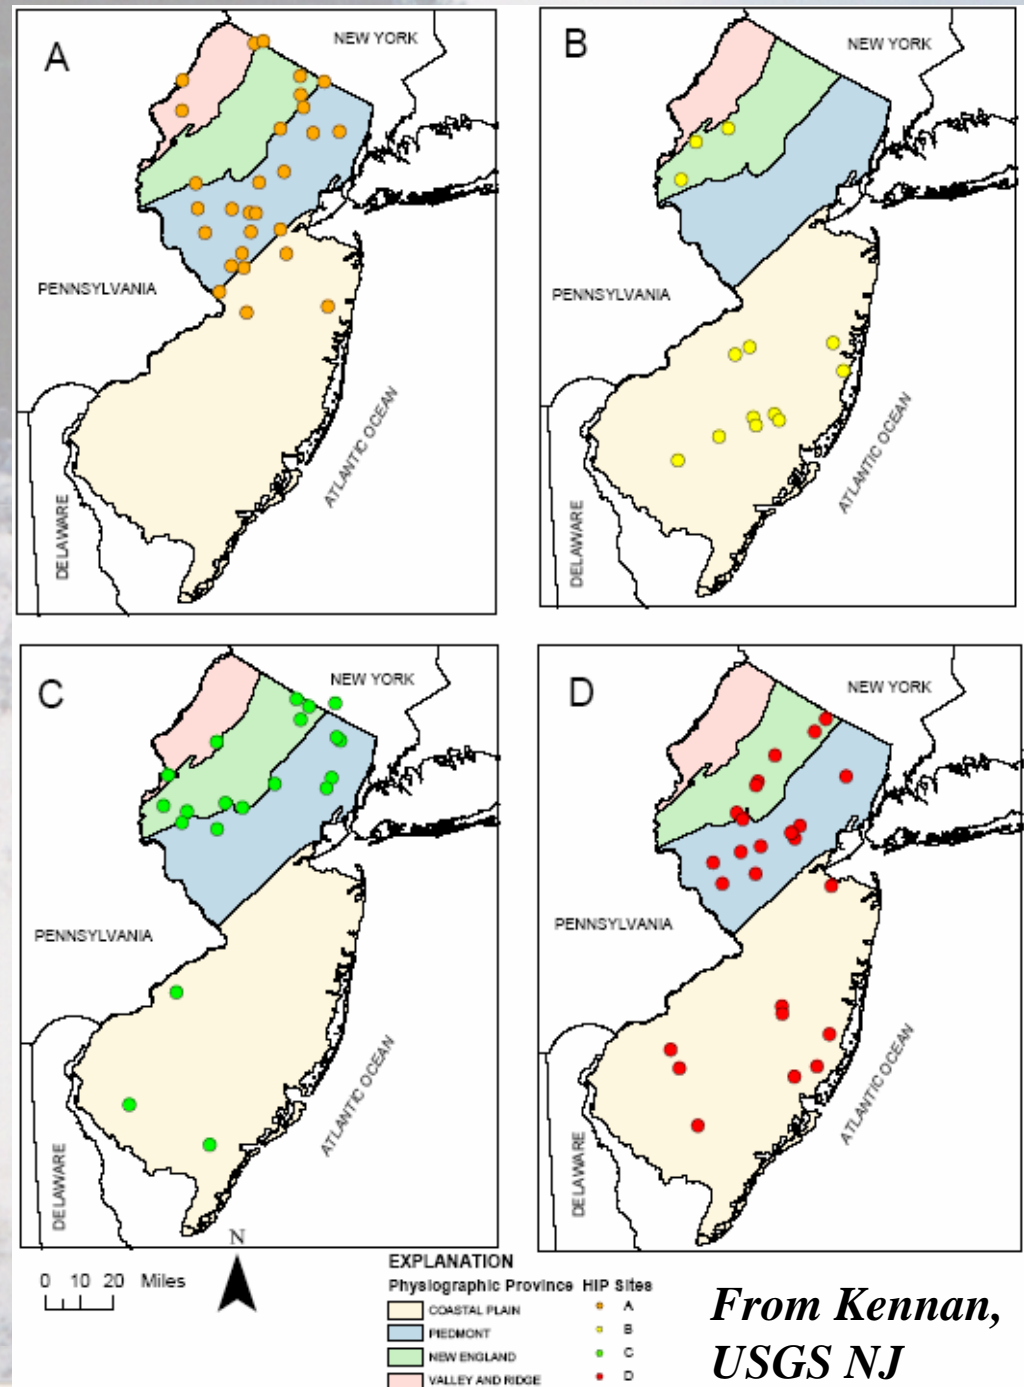 A
NEW YORK
PENNSYLVANIA
DELAWARE
ATLANTIC OCEAN
B
NEW YORK
PENNSYLVANIA
DELAWARE
ATLANTIC OCEAN
C
NEW YORK
PENNSYLVANIA
DELAWARE
ATLANTIC OCEAN
D
NEW YORK
PENNSYLVANIA
DELAWARE
ATLANTIC OCEAN
N
0 10 20 Miles
EXPLANATION
Physiographic Province HIP Sites
COASTAL PLAIN A
PIEDMONT B
NEW ENGLAND C
VALLEY AND RIDGE D
From Kennan,
USGS NJ